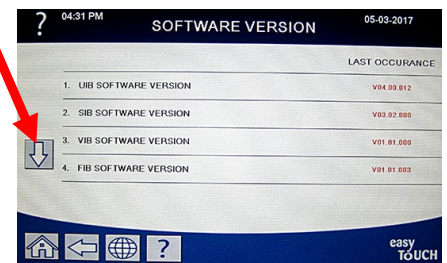 ? 04:31 PM SOFTWARE VERSION 05-03-2017
LAST OCCURANCE
1. UIB SOFTWARE VERSION V04.00.012
2. SIB SOFTWARE VERSION V03.02.000
3. VIB SOFTWARE VERSION V01.01.000
4. FIB SOFTWARE VERSION V01.01.003
?
easy
TOUCH